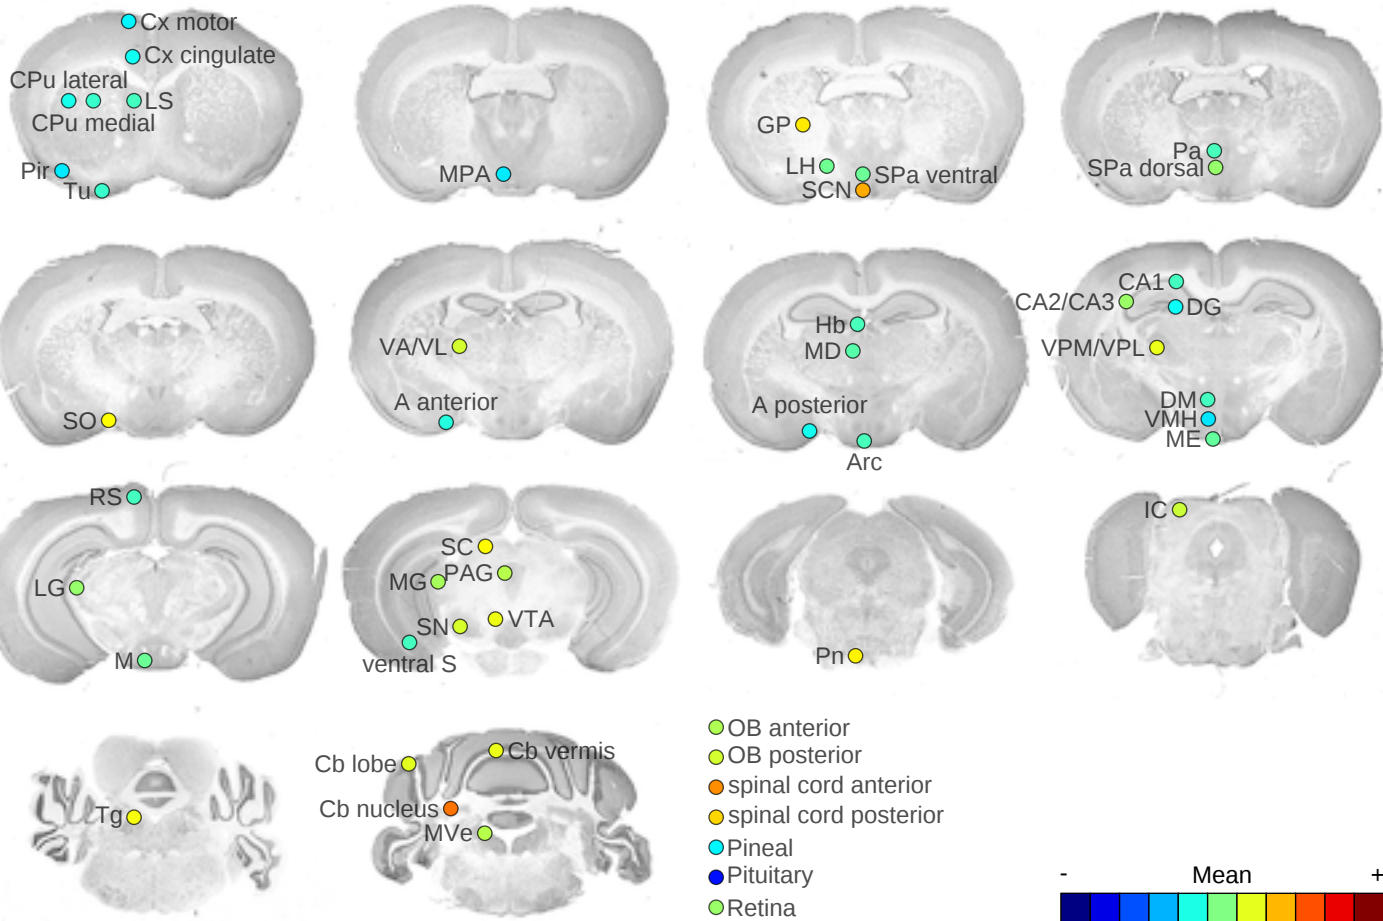 Cx motor
Cx cingulate
CPu lateral
LS
CPu medial
Pir
Tu
MPA
GP
LH
SPa ventral
SCN
Pa
SPa dorsal
SO
VA/VL
A anterior
Hb
MD
A posterior
Arc
CA1
CA2/CA3
DG
VPM/VPL
DM
VMH
ME
RS
LG
M
SC
PAG
MG
VTA
SN
ventral S
Pn
IC
Tg
Cb vermis
Cb lobe
Cb nucleus
MVe
OB anterior
OB posterior
spinal cord anterior
spinal cord posterior
Pineal
Pituitary
Retina
- Mean +